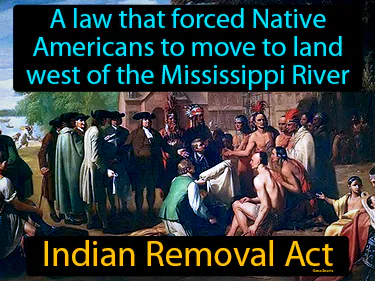 A law that forced Native
Americans to move to land
west of the Mississippi River
Indian Removal Act